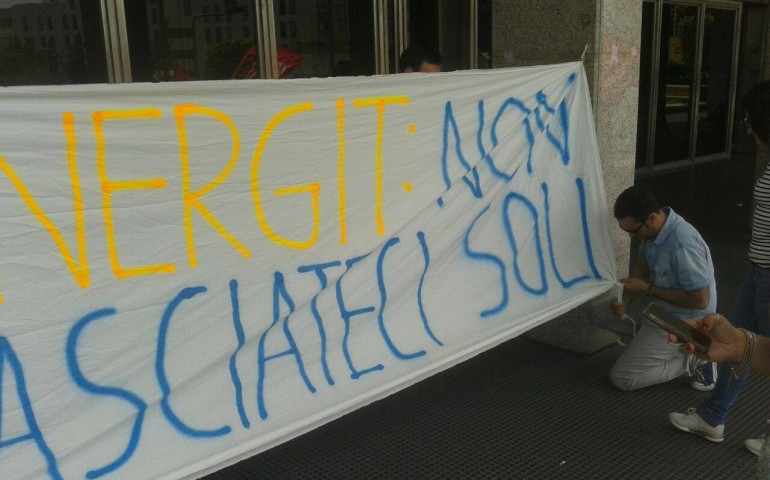 NERGIT: NON
ASCIATECI SOLI